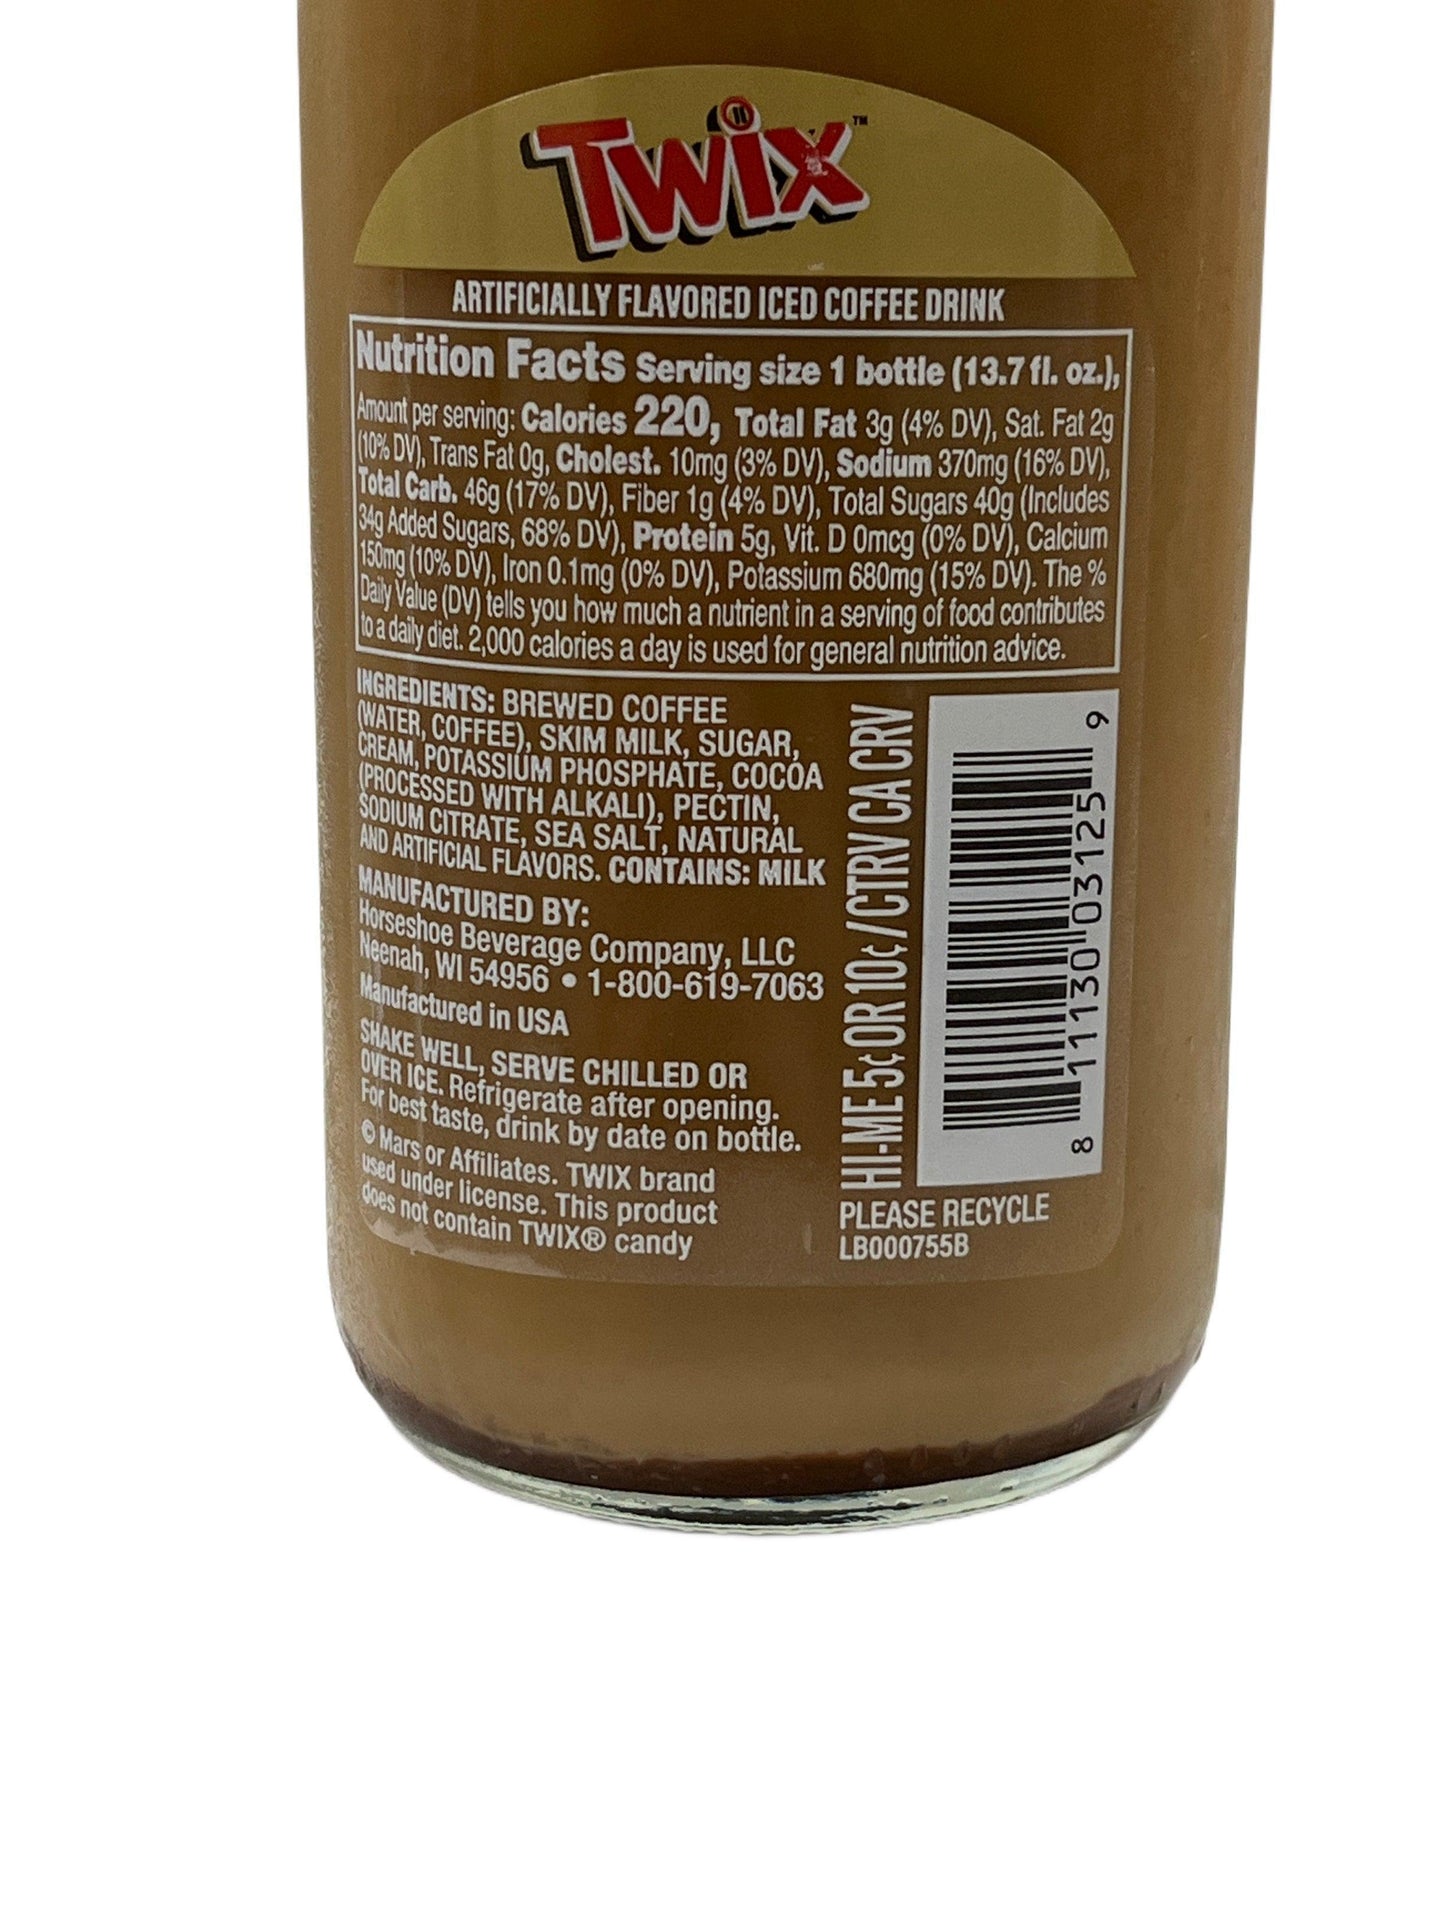 TWIX™
ARTIFICIALLY FLAVORED ICED COFFEE DRINK
Nutrition Facts Serving size 1 bottle (13.7 fl. oz.),
Amount per serving: Calories 220, Total Fat 3g (4% DV), Sat. Fat 2g
(10% DV), Trans Fat 0g, Cholest. 10mg (3% DV), Sodium 370mg (16% DV),
Total Carb. 46g (17% DV), Fiber 1g (4% DV), Total Sugars 40g (Includes
34g Added Sugars, 68% DV), Protein 5g, Vit. D 0mcg (0% DV), Calcium
150mg (10% DV), Iron 0.1mg (0% DV), Potassium 680mg (15% DV). The %
Daily Value (DV) tells you how much a nutrient in a serving of food contributes
to a daily diet. 2,000 calories a day is used for general nutrition advice.
INGREDIENTS: BREWED COFFEE
(WATER, COFFEE), SKIM MILK, SUGAR,
CREAM, POTASSIUM PHOSPHATE, COCOA
(PROCESSED WITH ALKALI), PECTIN,
SODIUM CITRATE, SEA SALT, NATURAL
AND ARTIFICIAL FLAVORS. CONTAINS: MILK
MANUFACTURED BY:
Horseshoe Beverage Company, LLC
Neenah, WI 54956 • 1-800-619-7063
Manufactured in USA
SHAKE WELL, SERVE CHILLED OR
OVER ICE. Refrigerate after opening.
For best taste, drink by date on bottle.
© Mars or Affiliates. TWIX brand
used under license. This product
does not contain TWIX® candy
HI-ME 5¢ OR 10¢ / CTRV CA CRV
8 11130 03125 9
PLEASE RECYCLE
LB000755B